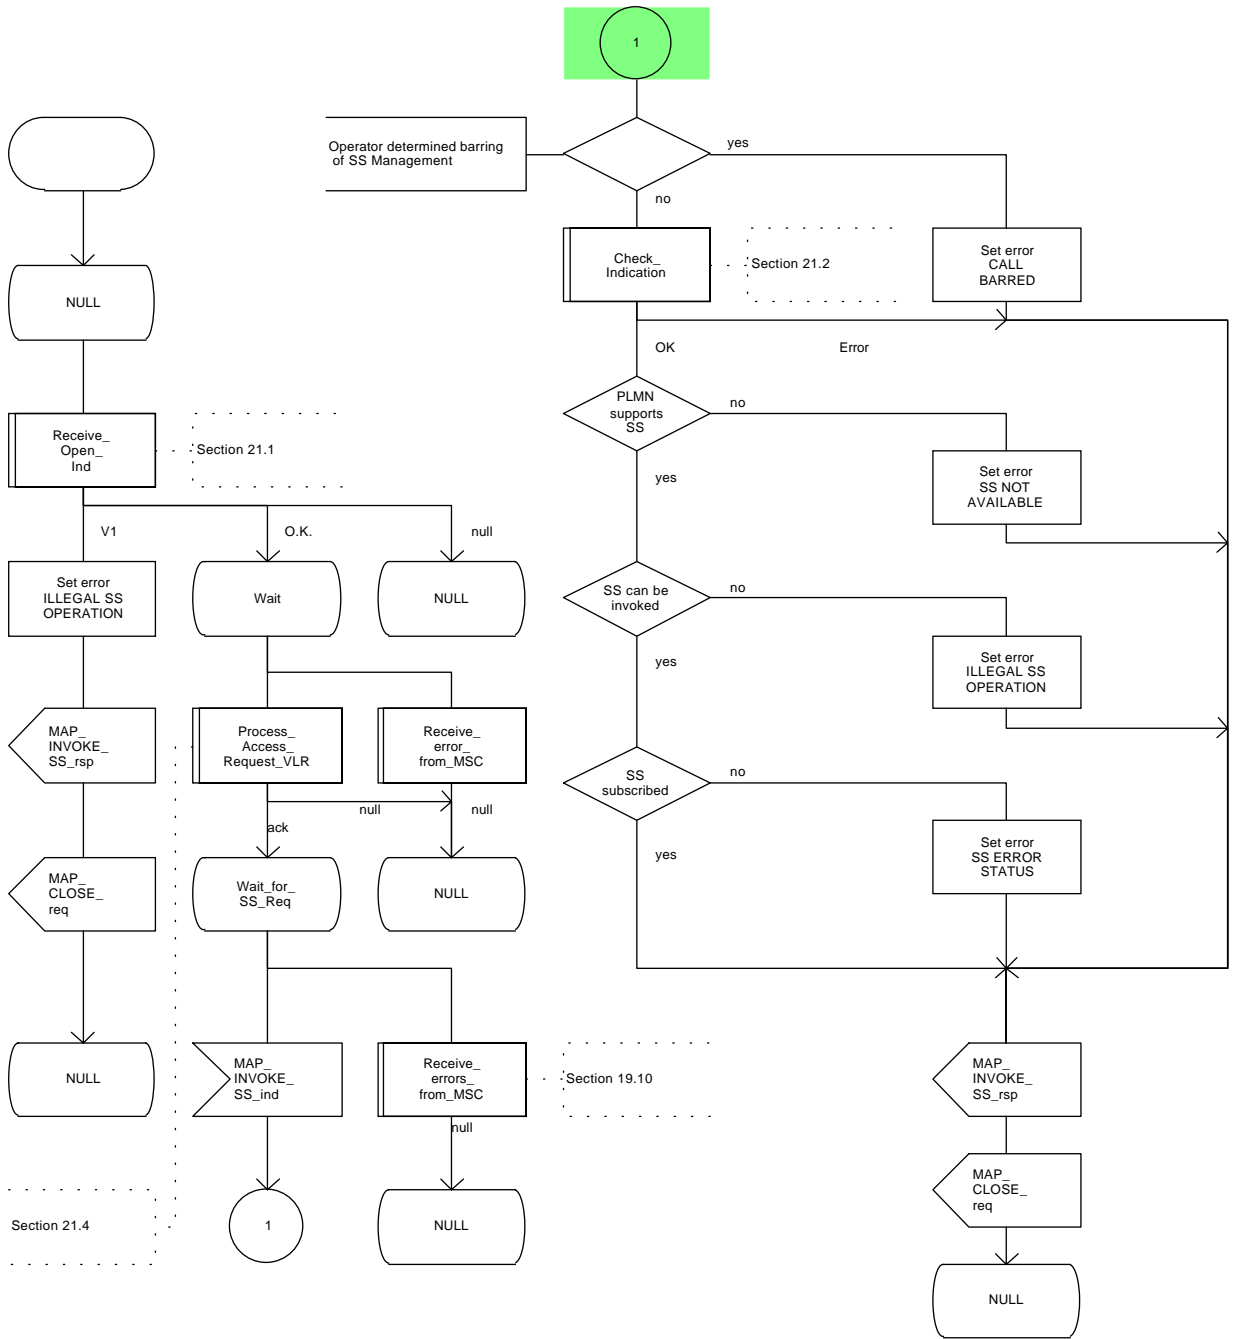 1
Operator determined barring
of SS Management
yes
no
Check_
Indication
Section 21.2
Set error
CALL
BARRED
NULL
OK
Error
PLMN
supports
SS
no
yes
Receive_
Open_
Ind
Section 21.1
Set error
SS NOT
AVAILABLE
V1
O.K.
null
Set error
ILLEGAL SS
OPERATION
Wait
NULL
SS can be
invoked
no
yes
Set error
ILLEGAL SS
OPERATION
MAP_
INVOKE_
SS_rsp
Process_
Access_
Request_VLR
Receive_
error_
from_MSC
SS
subscribed
no
yes
null
null
ack
Set error
SS ERROR
STATUS
MAP_
CLOSE_
req
Wait_for_
SS_Req
NULL
NULL
MAP_
INVOKE_
SS_ind
Receive_
errors_
from_MSC
Section 19.10
MAP_
INVOKE_
SS_rsp
null
Section 21.4
1
NULL
MAP_
CLOSE_
req
NULL